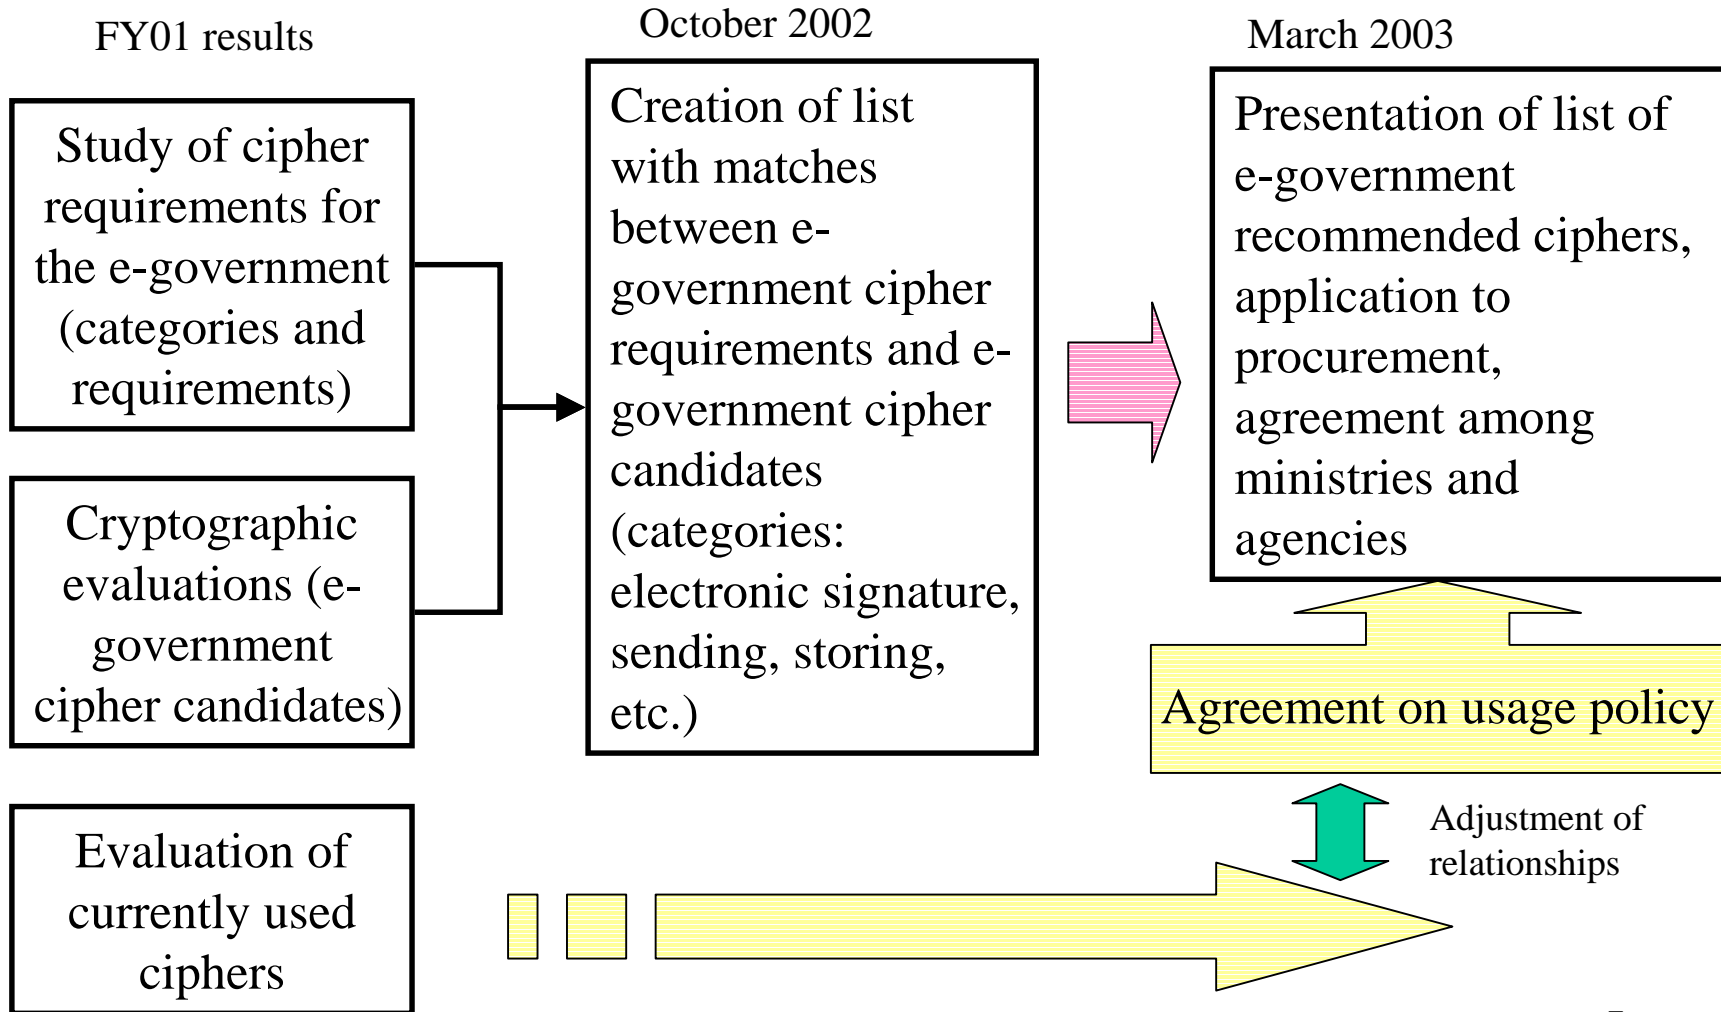 FY01 results
October 2002
March 2003
Study of cipher
requirements for
the e-government
(categories and
requirements)
Cryptographic
evaluations (e-
government
cipher candidates)
Evaluation of
currently used
ciphers
Creation of list
with matches
between e-
government cipher
requirements and e-
government cipher
candidates
(categories:
electronic signature,
sending, storing,
etc.)
Presentation of list of
e-government
recommended ciphers,
application to
procurement,
agreement among
ministries and
agencies
Agreement on usage policy
Adjustment of
relationships